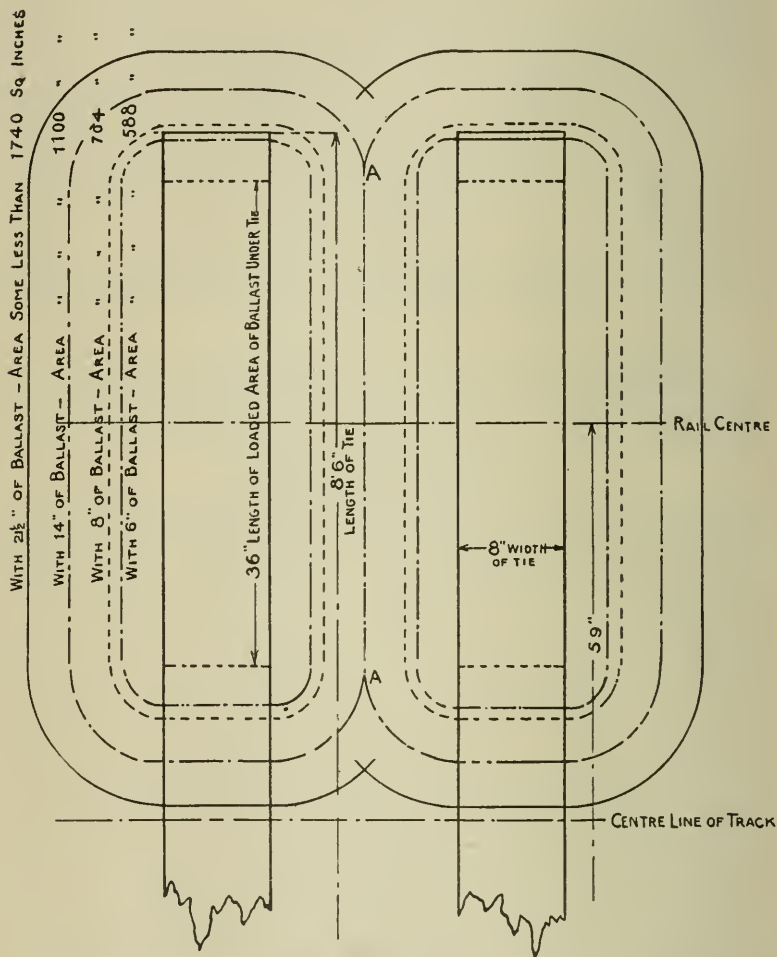 WITH 21½" OF BALLAST - AREA SOME LESS THAN 1740 SQ INCHES
WITH 14" OF BALLAST - AREA " " " 1100 " "
WITH 8" OF BALLAST - AREA " " " 704 " "
WITH 6" OF BALLAST - AREA " " " 588 " "
A
36" LENGTH OF LOADED AREA OF BALLAST UNDER TIE
8'6"
LENGTH OF TIE
RAIL CENTRE
8" WIDTH
OF TIE
59"
A
CENTRE LINE OF TRACK